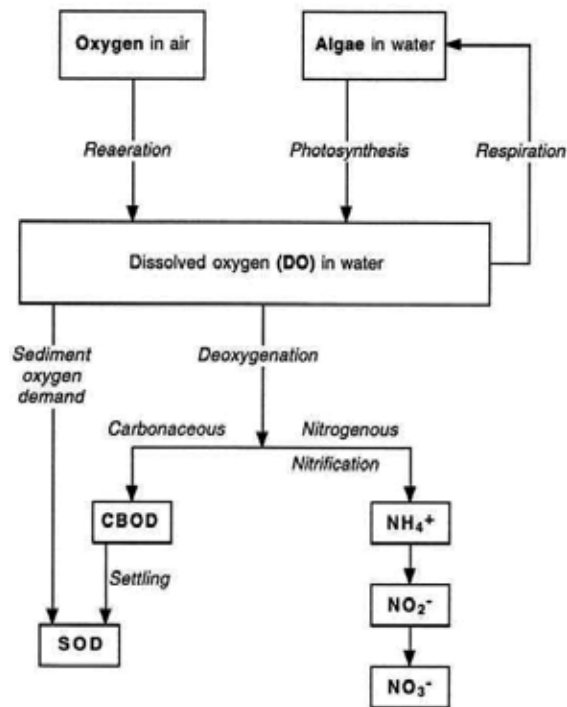 Oxygen in air
Algae in water
Reaeration
Photosynthesis
Respiration
Dissolved oxygen (DO) in water
Sediment
oxygen
demand
Deoxygenation
Carbonaceous
Nitrogenous
Nitrification
CBOD
NH₄⁺
Settling
NO₂⁻
SOD
NO₃⁻